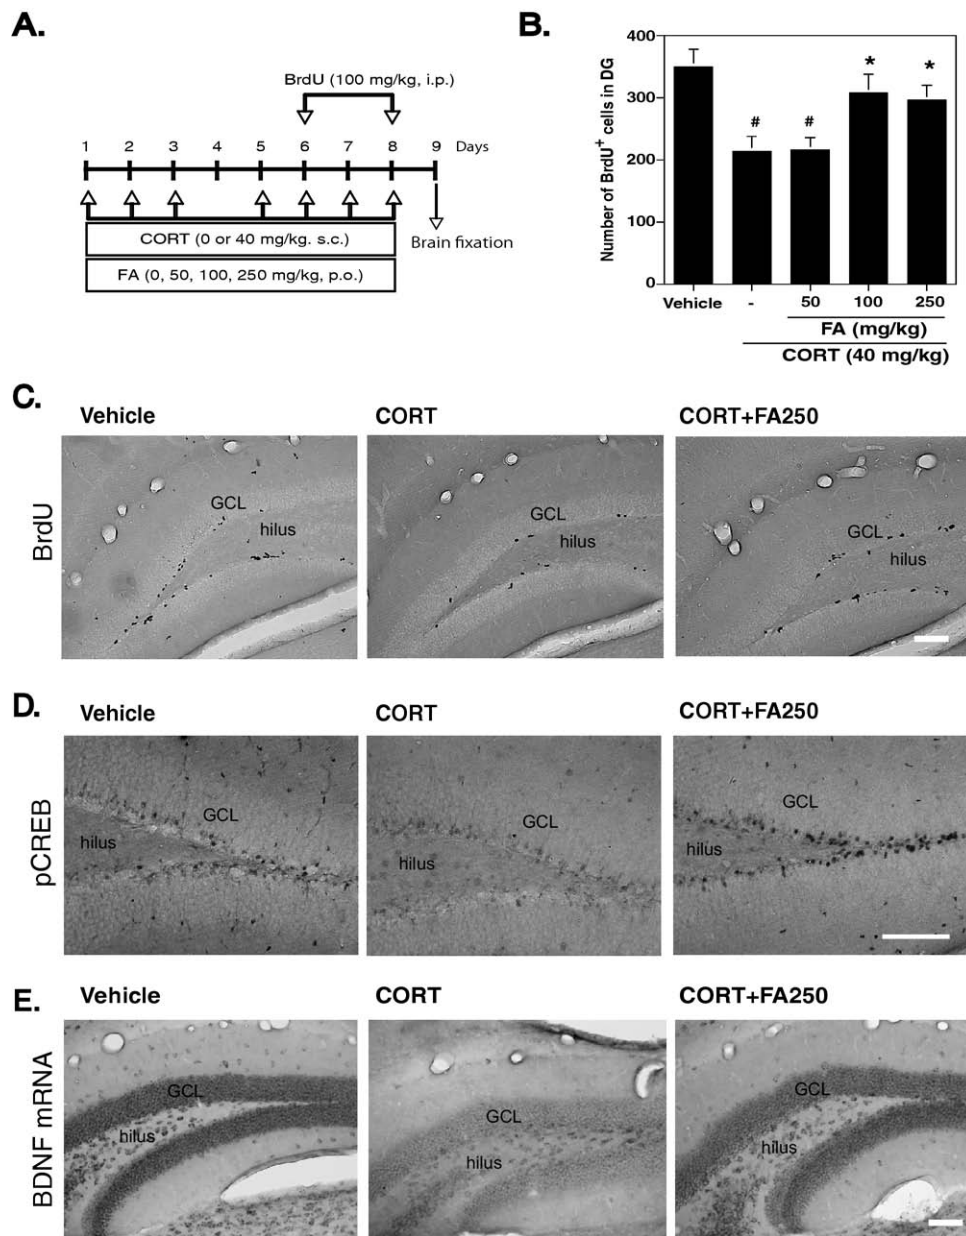 A.
BrdU (100 mg/kg, i.p.)
1 2 3 4 5 6 7 8 9 Days
CORT (0 or 40 mg/kg. s.c.)
Brain fixation
FA (0, 50, 100, 250 mg/kg, p.o.)
B.
Number of BrdU+ cells in DG
400
300
200
100
0
# # * *
Vehicle - 50 100 250
FA (mg/kg)
CORT (40 mg/kg)
C.
Vehicle CORT CORT+FA250
BrdU
GCL hilus
GCL hilus
GCL hilus
D.
Vehicle CORT CORT+FA250
pCREB
GCL hilus
GCL hilus
GCL hilus
E.
Vehicle CORT CORT+FA250
BDNF mRNA
GCL hilus
GCL hilus
GCL hilus